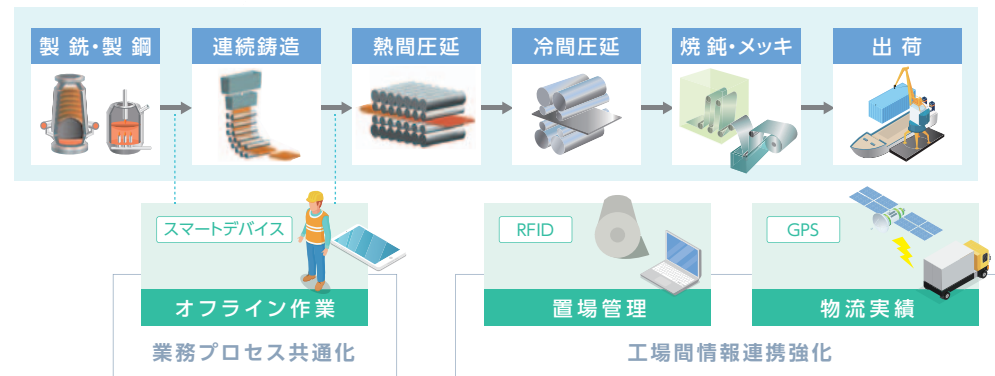 製銑・製鋼
連続鋳造
熱間圧延
冷間圧延
焼鈍・メッキ
出荷
スマートデバイス
RFID
GPS
オフライン作業
置場管理
物流実績
業務プロセス共通化
工場間情報連携強化